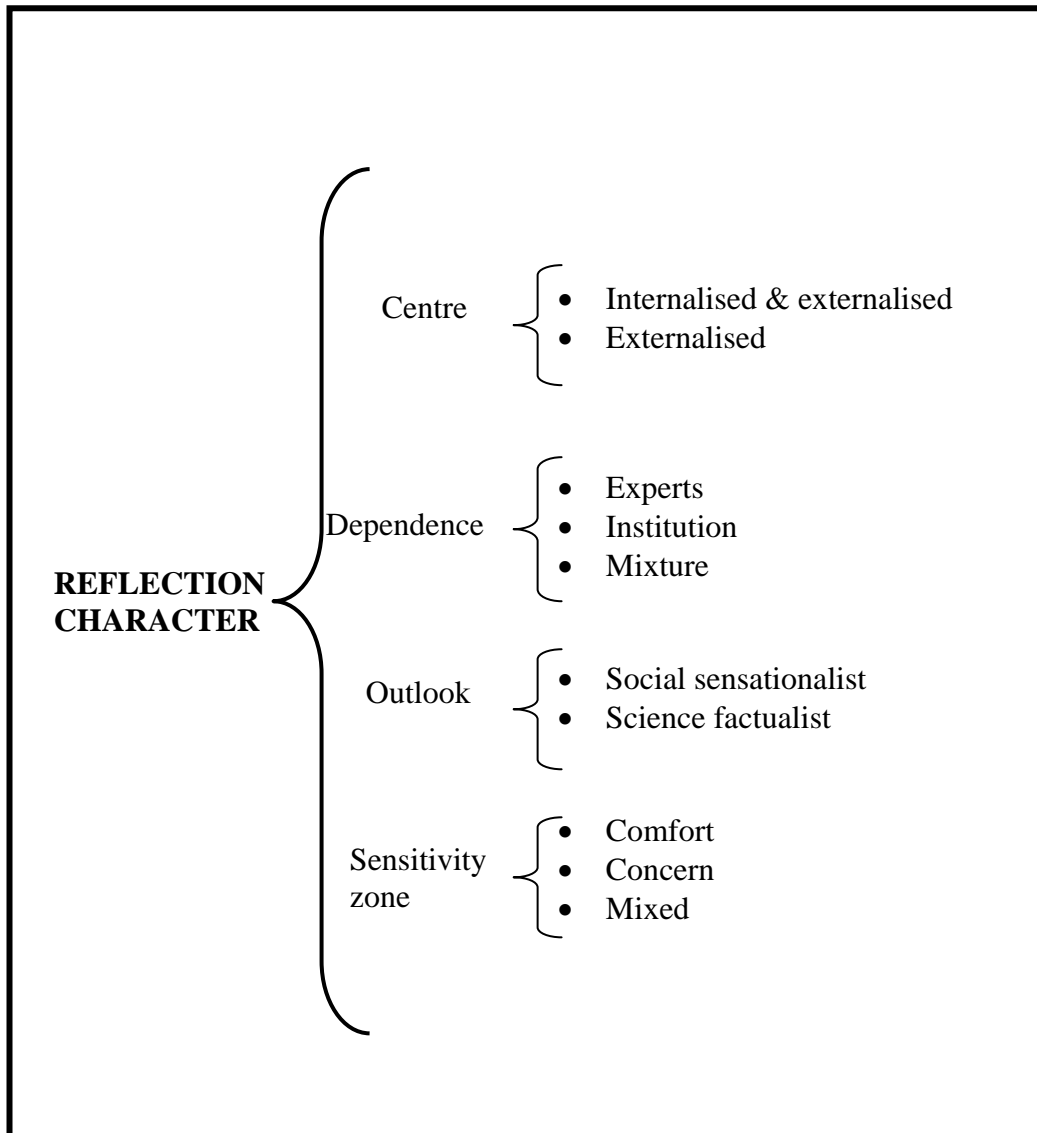 Centre
• Internalised & externalised
• Externalised
Dependence
• Experts
• Institution
• Mixture
REFLECTION
CHARACTER
Outlook
• Social sensationalist
• Science factualist
Sensitivity
zone
• Comfort
• Concern
• Mixed